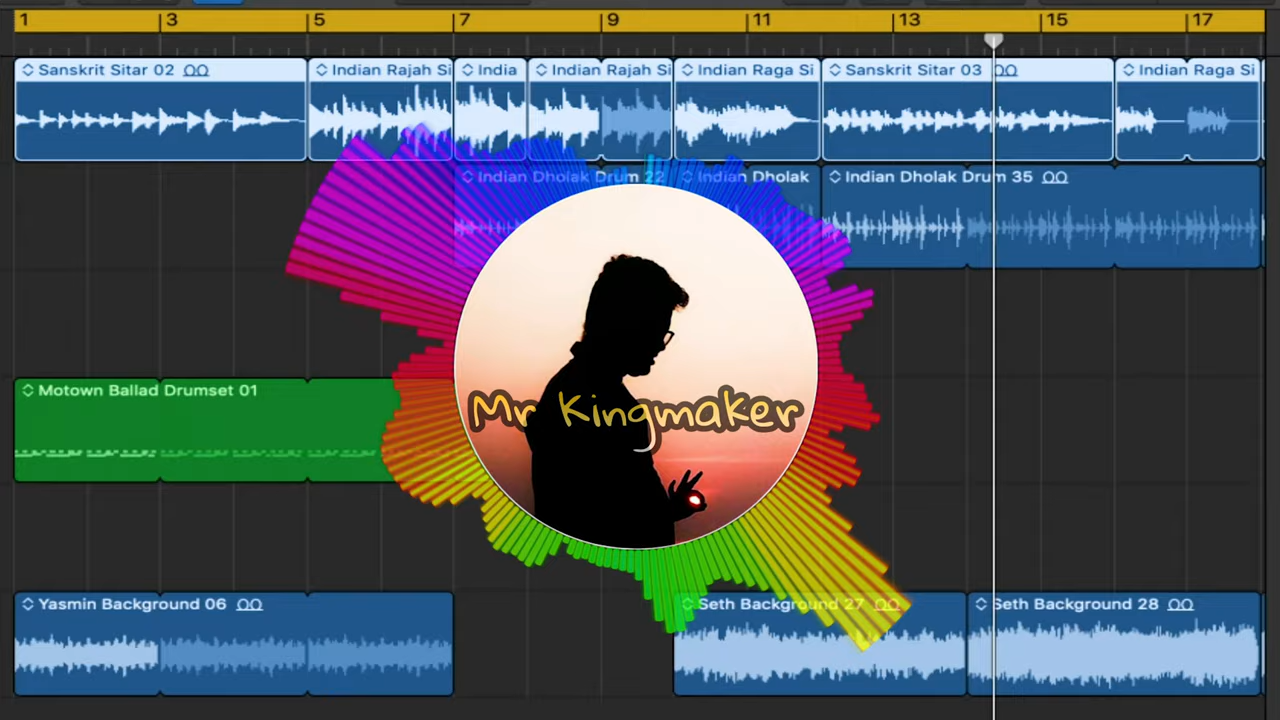 1 3 5 7 9 11 13 15 17
Sanskrit Sitar 02 Indian Rajah Si India Indian Rajah Si Indian Raga Si Sanskrit Sitar 03 Indian Raga Si
Indian Dholak Drum 22 Indian Dholak Indian Dholak Drum 35
Motown Ballad Drumset 01
Mr Kingmaker
Yasmin Background 06 Seth Background 27 Seth Background 28